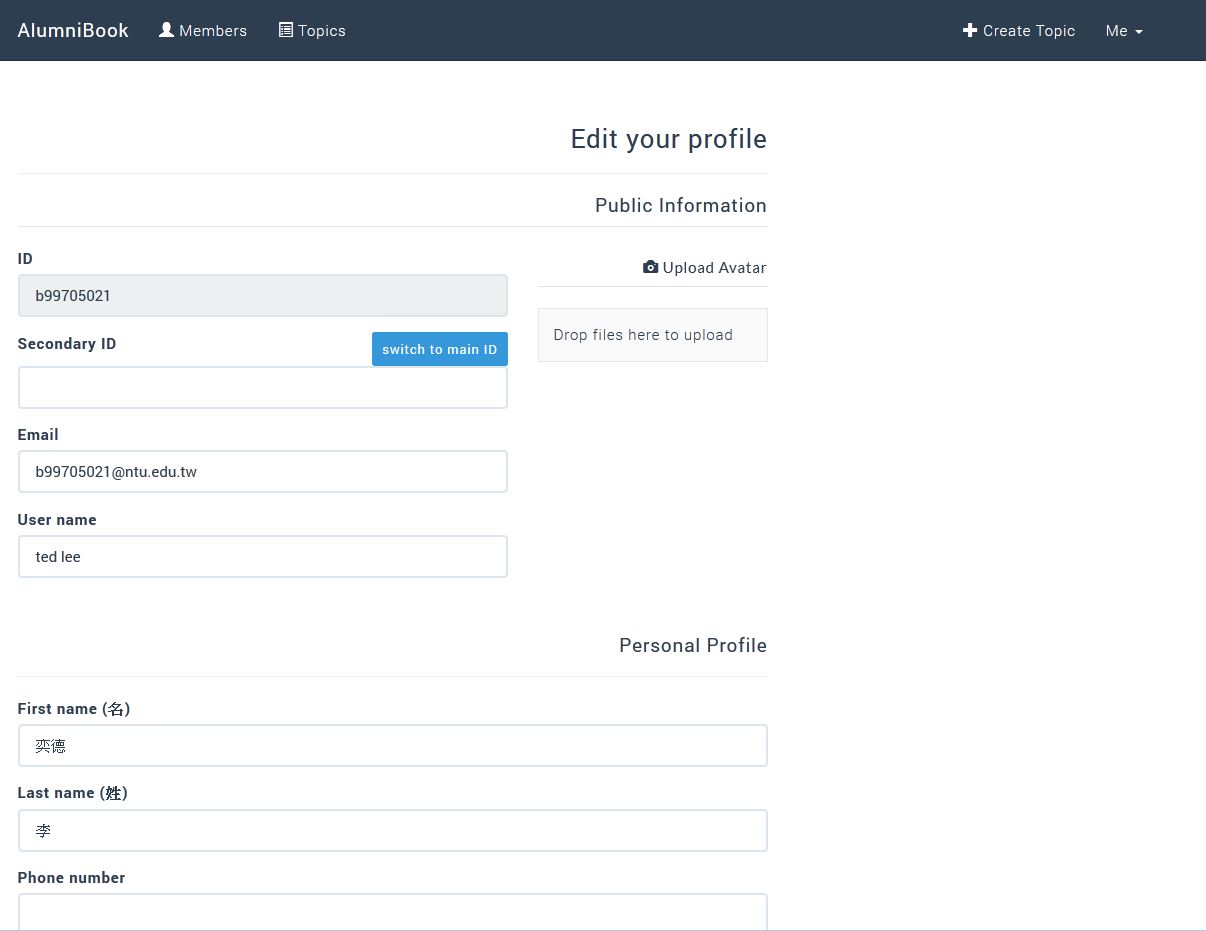 AlumniBook Members Topics Create Topic Me
Edit your profile
Public Information
ID
b99705021
Secondary ID
switch to main ID
Email
b99705021@ntu.edu.tw
User name
ted lee
Upload Avatar
Drop files here to upload
Personal Profile
First name (名)
奕德
Last name (姓)
李
Phone number